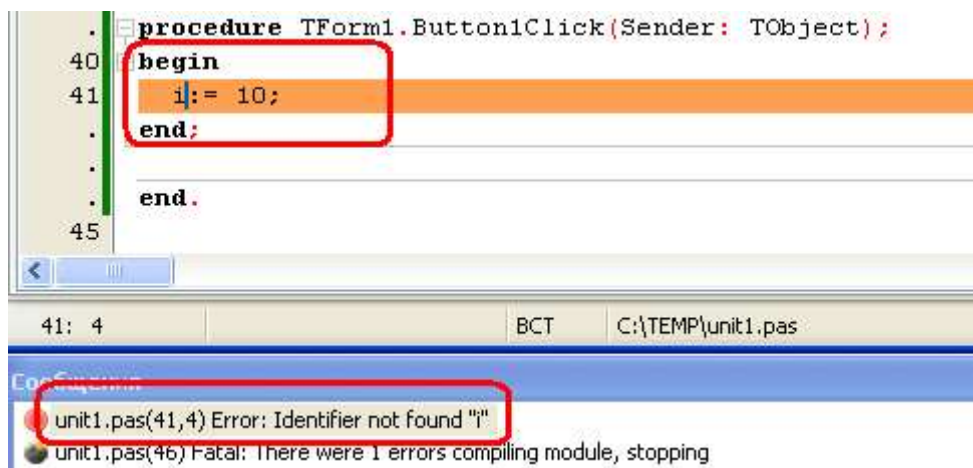 procedure TForm1.Button1Click(Sender: TObject);
40 begin
41 i:= 10;
end;
end.
45
41: 4 ВСТ C:\TEMP\unit1.pas
Сообщения
unit1.pas(41,4) Error: Identifier not found "i"
unit1.pas(46) Fatal: There were 1 errors compiling module, stopping